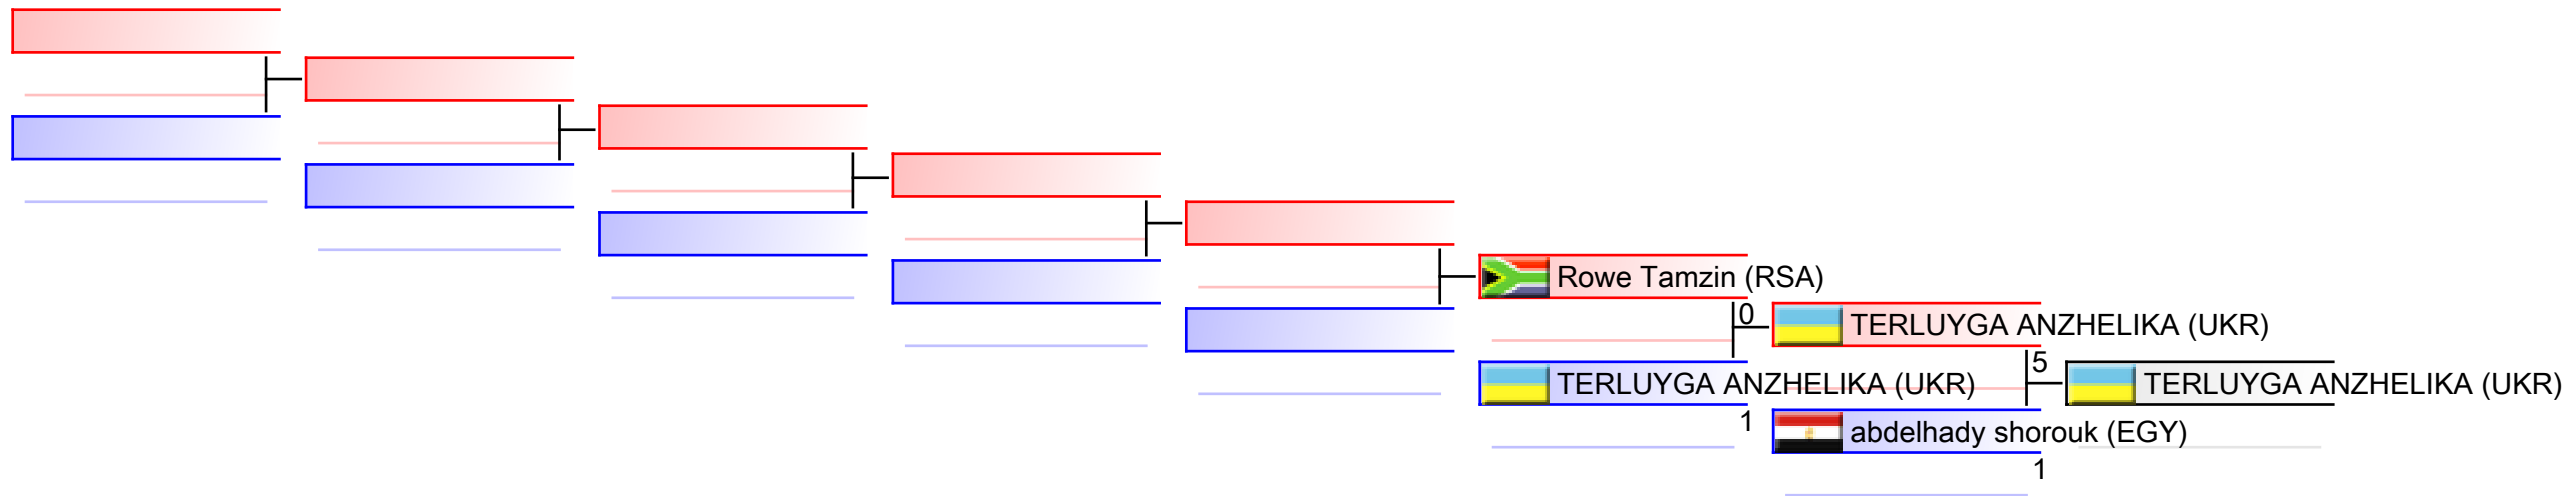 Rowe Tamzin (RSA)
0
TERLUYGA ANZHELIKA (UKR)
5
TERLUYGA ANZHELIKA (UKR)
TERLUYGA ANZHELIKA (UKR)
1
abdelhady shorouk (EGY)
1